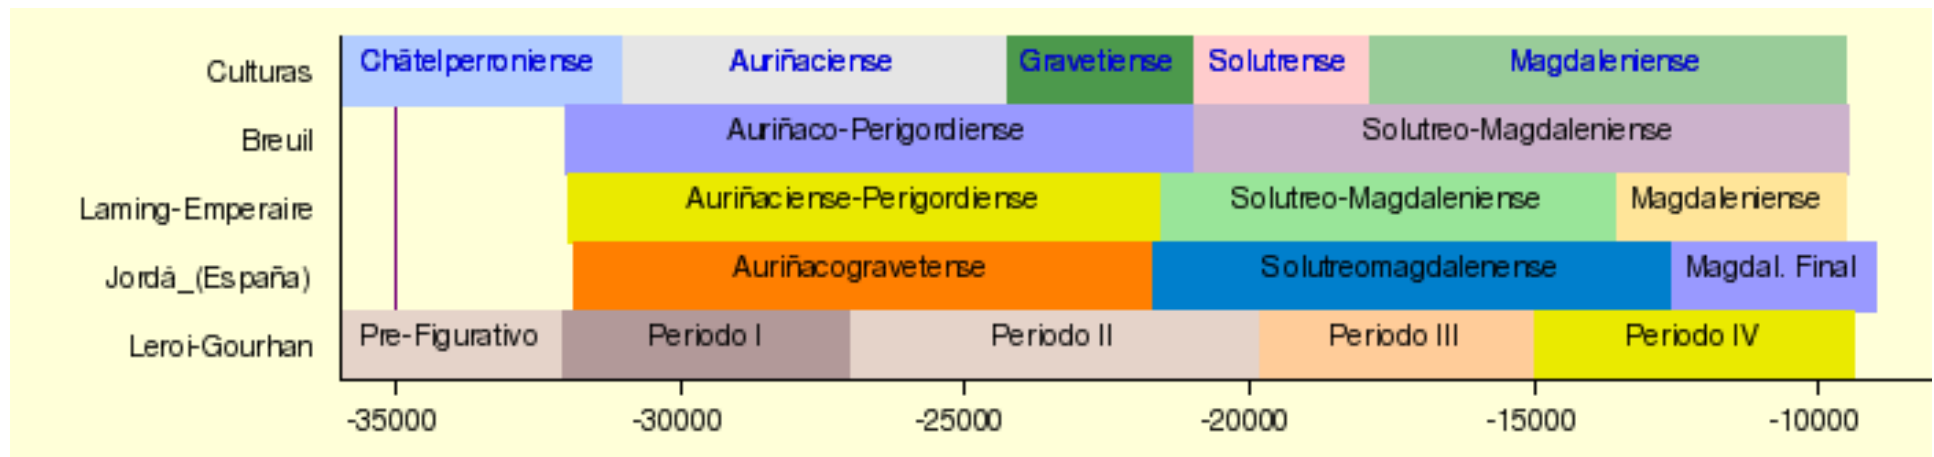 Culturas Châtelperroniense Auriñaciense Gravetiense Solutrense Magdaleniense
Breuil Auriñaco-Perigordiense Solutreo-Magdaleniense
Laming-Emperaire Auriñaciense-Perigordiense Solutreo-Magdaleniense Magdaleniense
Jordá_(España) Auriñacogravetense Solutreomagdalenense Magdal. Final
Leroi-Gourhan Pre-Figurativo Periodo I Periodo II Periodo III Periodo IV
-35000 -30000 -25000 -20000 -15000 -10000